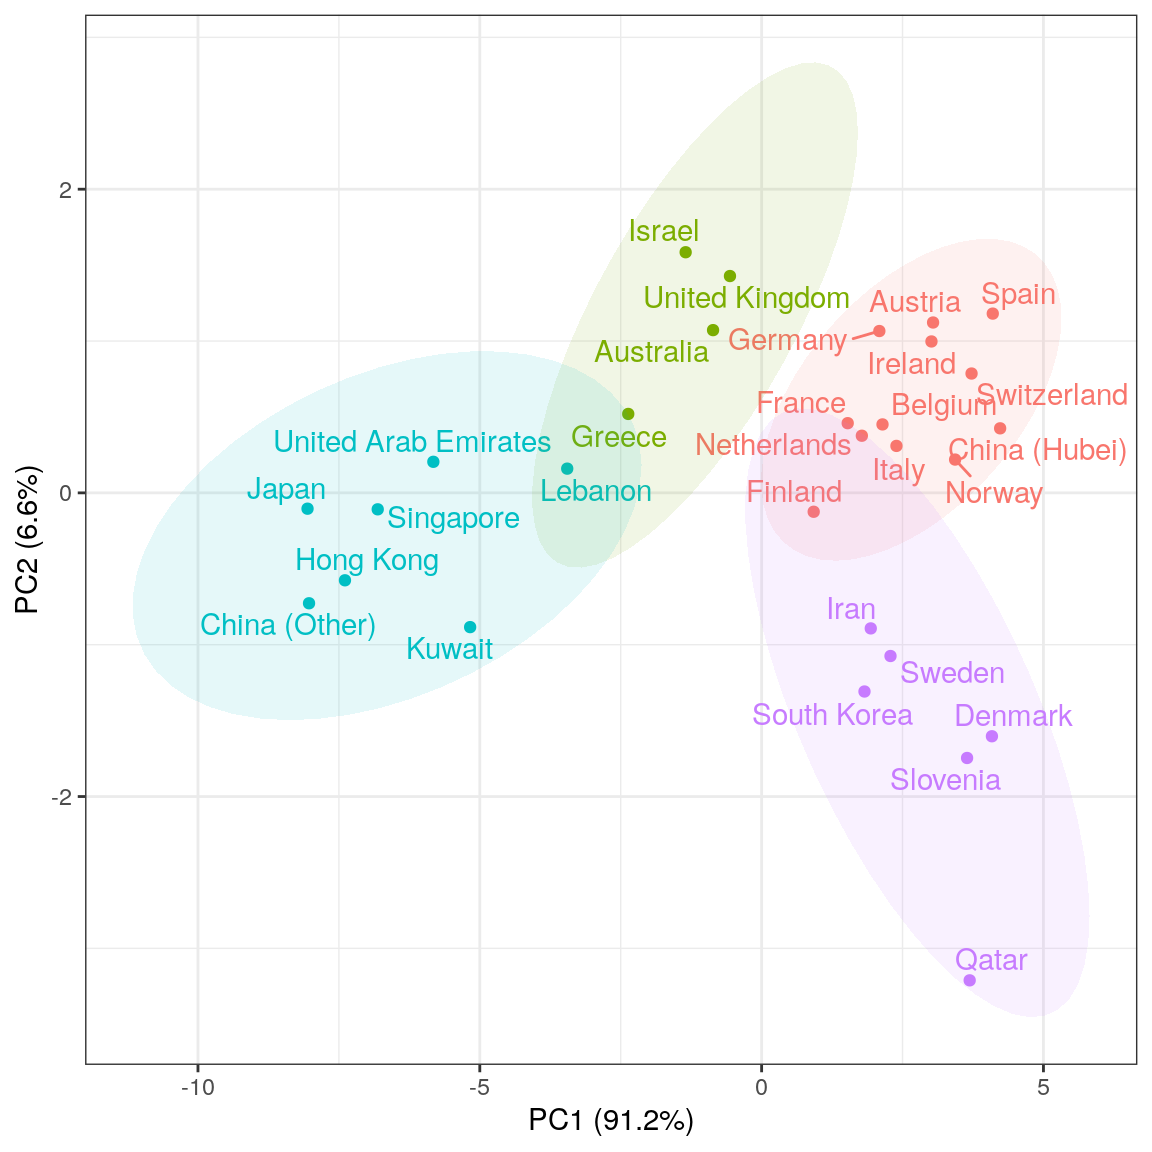 2
0
-2
PC2 (6.6%)
Israel
United Kingdom
Australia
Germany
Austria
Spain
Ireland
Switzerland
France
Belgium
Greece
Netherlands
United Arab Emirates
China (Hubei)
Italy
Lebanon
Finland
Norway
Japan
Singapore
Hong Kong
China (Other)
Kuwait
Iran
Sweden
South Korea
Denmark
Slovenia
Qatar
-10
-5
0
5
PC1 (91.2%)